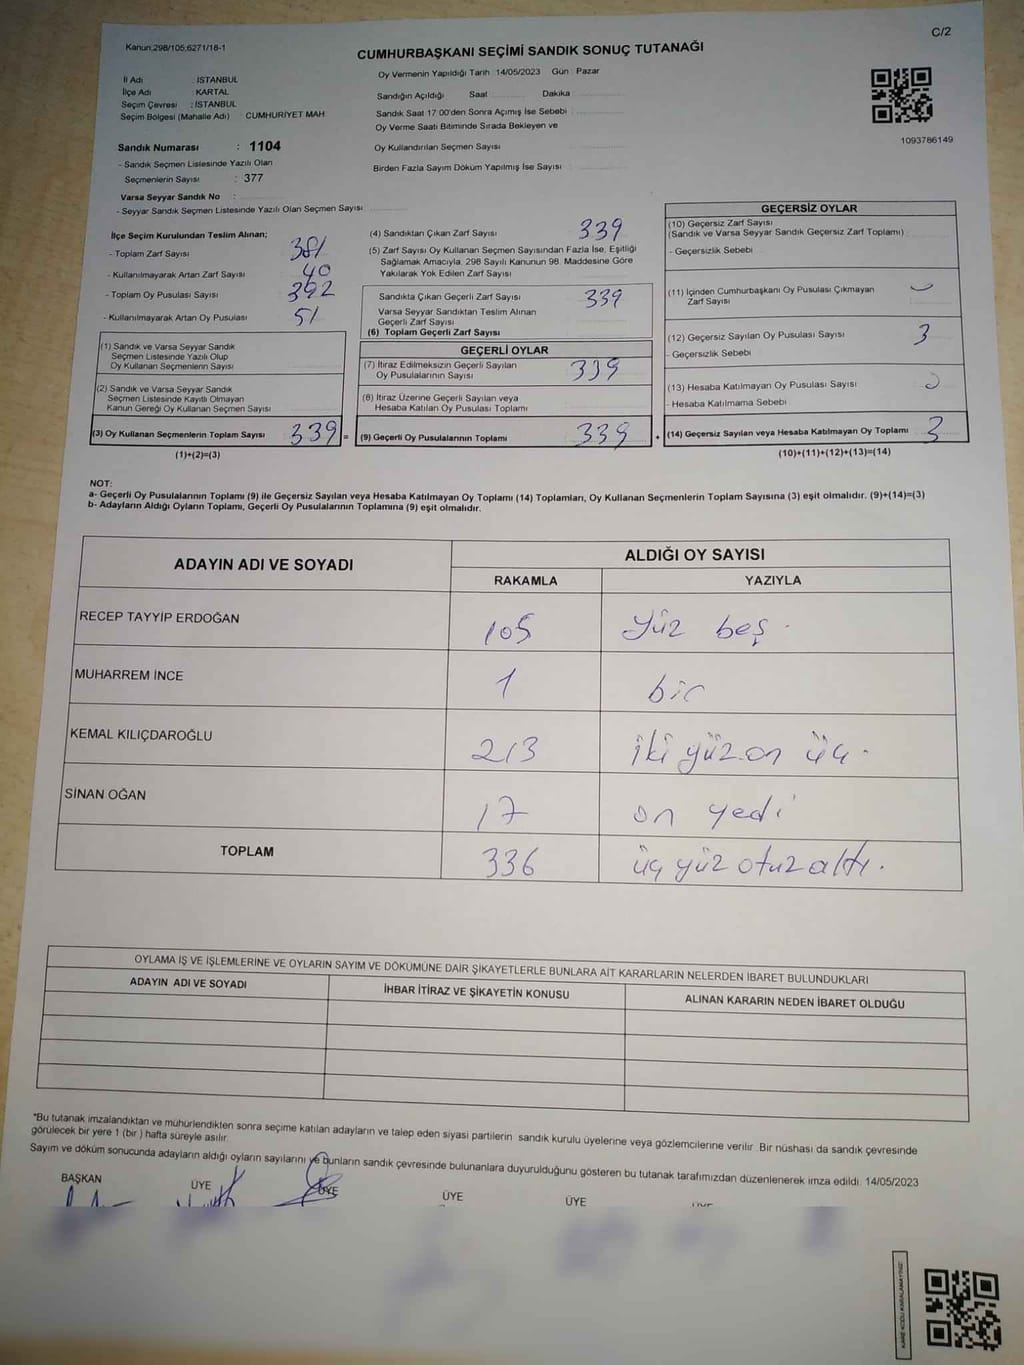 Kanun;298/105;6271/18-1
C/2
CUMHURBAŞKANI SEÇİMİ SANDIK SONUÇ TUTANAĞI
Oy Vermenin Yapıldığı Tarih : 14/05/2023 Gün : Pazar
İl Adı : İSTANBUL
İlçe Adı : KARTAL
Seçim Çevresi : İSTANBUL
Seçim Bölgesi (Mahalle Adı) : CUMHURİYET MAH
Sandık Numarası : 1104
- Sandık Seçmen Listesinde Yazılı Olan
Seçmenlerin Sayısı : 377
Varsa Seyyar Sandık No :
- Seyyar Sandık Seçmen Listesinde Yazılı Olan Seçmen Sayısı
Sandığın Açıldığı Saat Dakika
Sandık Saat 17:00'den Sonra Açımış İse Sebebi :
Oy Verme Saati Bitiminde Sırada Bekleyen ve
Oy Kullandırılan Seçmen Sayısı
Birden Fazla Sayım Döküm Yapılmış İse Sayısı :
1093786149
İlçe Seçim Kurulundan Teslim Alınan;
- Toplam Zarf Sayısı : 381
- Kullanılmayarak Artan Zarf Sayısı : 40
- Toplam Oy Pusulası Sayısı : 392
- Kullanılmayarak Artan Oy Pusulası : 51
(1) Sandık ve Varsa Seyyar Sandık
Seçmen Listesinde Yazılı Olup
Oy Kullanan Seçmenlerin Sayısı
(2) Sandık ve Varsa Seyyar Sandık
Seçmen Listesinde Kayıtlı Olmayan
Kanun Gereği Oy Kullanan Seçmen Sayısı
(3) Oy Kullanan Seçmenlerin Toplam Sayısı 339 =
(1)+(2)=(3)
(4) Sandıktan Çıkan Zarf Sayısı : 339
(5) Zarf Sayısı Oy Kullanan Seçmen Sayısından Fazla İse, Eşitliği
Sağlamak Amacıyla, 298 Sayılı Kanunun 98. Maddesine Göre
Yakılarak Yok Edilen Zarf Sayısı
Sandıkta Çıkan Geçerli Zarf Sayısı : 339
Varsa Seyyar Sandıktan Teslim Alınan
Geçerli Zarf Sayısı
(6) Toplam Geçerli Zarf Sayısı
GEÇERLİ OYLAR
(7) İtiraz Edilmeksizin Geçerli Sayılan
Oy Pusulalarının Sayısı : 339
(8) İtiraz Üzerine Geçerli Sayılan veya
Hesaba Katılan Oy Pusulası Toplamı
(9) Geçerli Oy Pusulalarının Toplamı 339 +
GEÇERSİZ OYLAR
(10) Geçersiz Zarf Sayısı
(Sandık ve Varsa Seyyar Sandık Geçersiz Zarf Toplamı)
- Geçersizlik Sebebi :
(11) İçinden Cumhurbaşkanı Oy Pusulası Çıkmayan
Zarf Sayısı
(12) Geçersiz Sayılan Oy Pusulası Sayısı : 3
- Geçersizlik Sebebi :
(13) Hesaba Katılmayan Oy Pusulası Sayısı :
- Hesaba Katılmama Sebebi :
(14) Geçersiz Sayılan veya Hesaba Katılmayan Oy Toplamı 3
(10)+(11)+(12)+(13)=(14)
NOT:
a- Geçerli Oy Pusulalarının Toplamı (9) ile Geçersiz Sayılan veya Hesaba Katılmayan Oy Toplamı (14) Toplamları, Oy Kullanan Seçmenlerin Toplam Sayısına (3) eşit olmalıdır. (9)+(14)=(3)
b- Adayların Aldığı Oyların Toplamı, Geçerli Oy Pusulalarının Toplamına (9) eşit olmalıdır.
ADAYIN ADI VE SOYADI
ALDIĞI OY SAYISI
RAKAMLA YAZIYLA
RECEP TAYYİP ERDOĞAN 105 Yüz beş.
MUHARREM İNCE 1 bir
KEMAL KILIÇDAROĞLU 213 iki yüz on üç.
SİNAN OĞAN 17 on yedi
TOPLAM 336 üç yüz otuz altı.
OYLAMA İŞ VE İŞLEMLERİNE VE OYLARIN SAYIM VE DÖKÜMÜNE DAİR ŞİKAYETLERLE BUNLARA AİT KARARLARIN NELERDEN İBARET BULUNDUKLARI
ADAYIN ADI VE SOYADI İHBAR İTİRAZ VE ŞİKAYETİN KONUSU ALINAN KARARIN NEDEN İBARET OLDUĞU
*Bu tutanak imzalandıktan ve mühürlendikten sonra seçime katılan adayların ve talep eden siyasi partilerin sandık kurulu üyelerine veya gözlemcilerine verilir. Bir nüshası da sandık çevresinde
görülecek bir yere 1 (bir ) hafta süreyle asılır.
Sayım ve döküm sonucunda adayların aldığı oyların sayılarını ve bunların sandık çevresinde bulunanlara duyurulduğunu gösteren bu tutanak tarafımızdan düzenlenerek imza edildi. 14/05/2023
BAŞKAN ÜYE ÜYE ÜYE ÜYE ÜYE